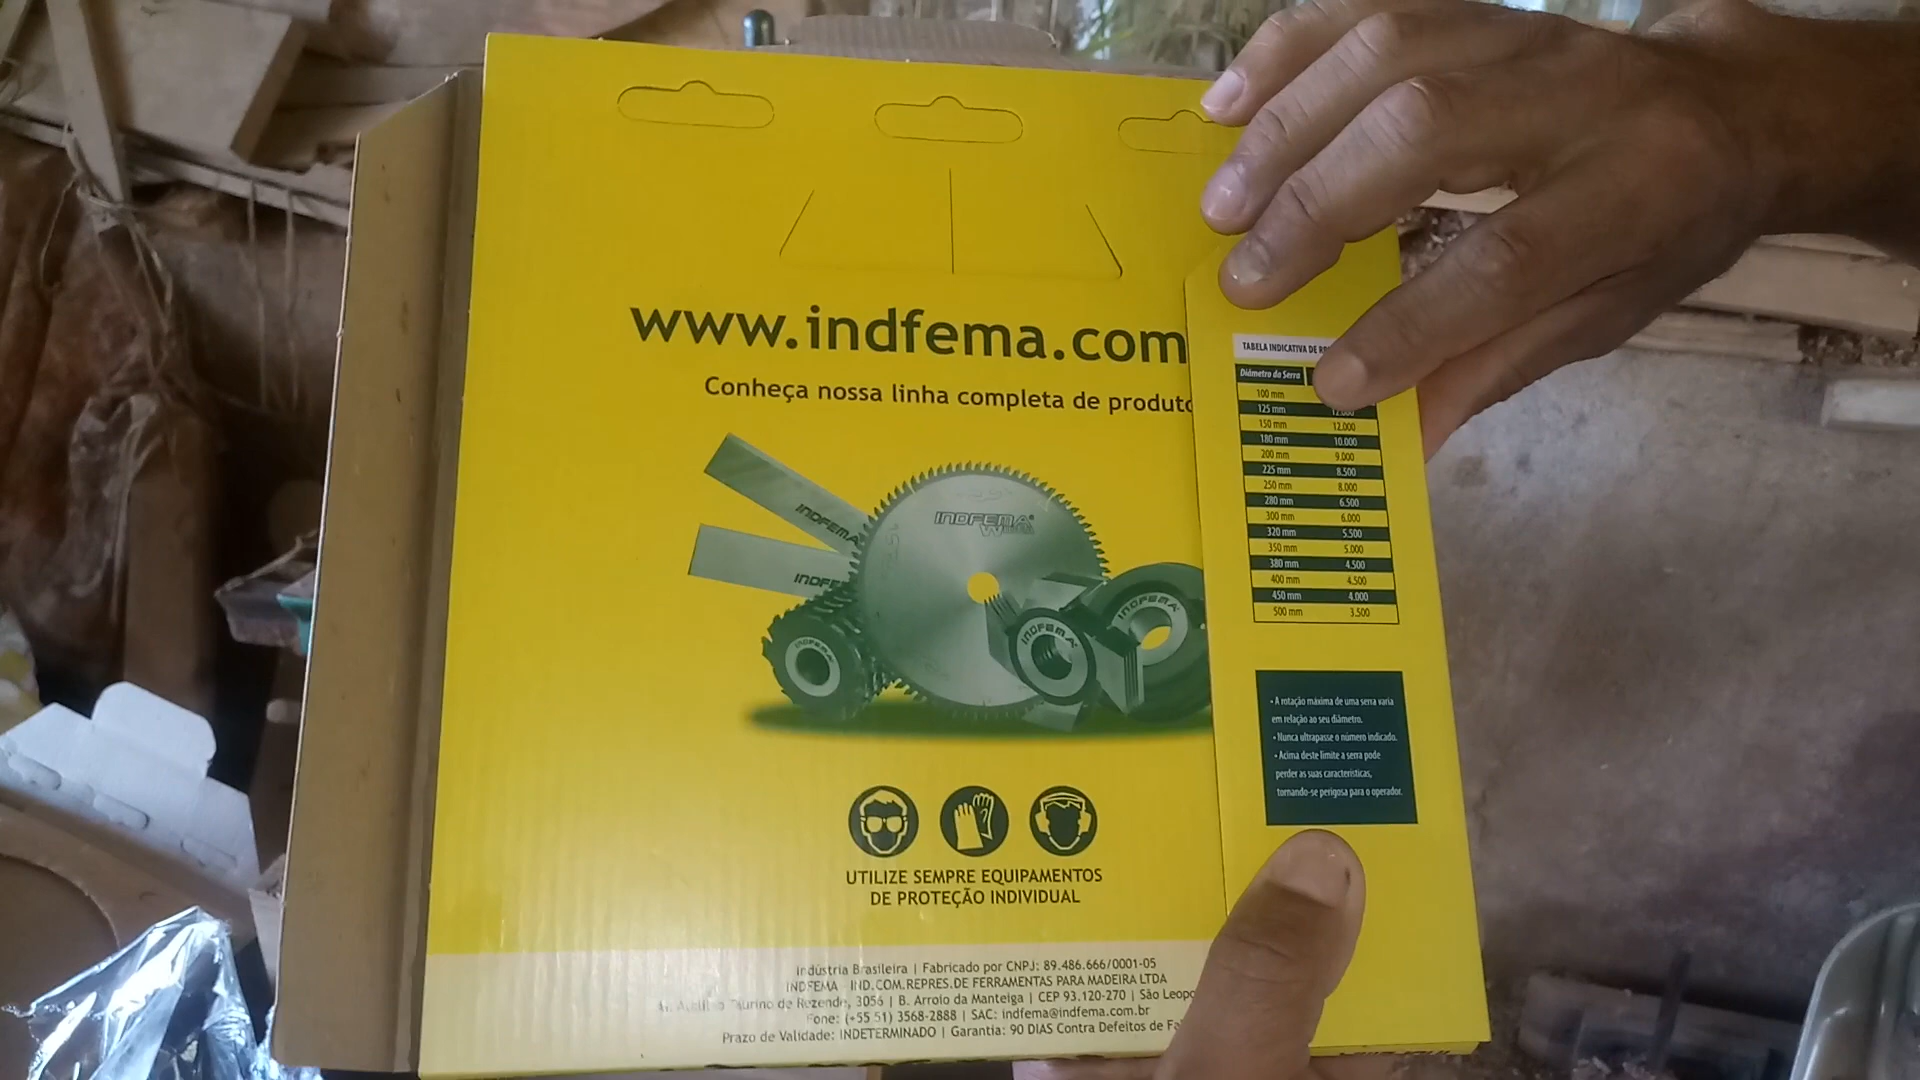 www.indfema.com
Conheça nossa linha completa de produto
INDFEMA
INDFEMA
INDFEMA
INDFEMA
INDFEMA
INDFEMA
UTILIZE SEMPRE EQUIPAMENTOS
DE PROTEÇÃO INDIVIDUAL
Indústria Brasileira | Fabricado por CNPJ: 89.486.666/0001-05
INDFEMA - IND.COM.REPRES.DE FERRAMENTAS PARA MADEIRA LTDA
de Rezende, 3056 | B. Arroio da Manteiga | CEP 93.120-270 | São Leopo
Fone: (+55 51) 3568-2888 | SAC: indfema@indfema.com.br
Prazo de Validade: INDETERMINADO | Garantia: 90 DIAS Contra Defeitos de
TABELA INDICATIVA DE
Diâmetro da Serra
100 mm
125 mm 12.000
150 mm 12.000
180 mm 10.000
200 mm 9.000
225 mm 8.500
250 mm 8.000
280 mm 6.500
300 mm 6.000
320 mm 5.500
350 mm 5.000
380 mm 4.500
400 mm 4.500
450 mm 4.000
500 mm 3.500
• A rotação máxima de uma serra varia
em relação ao seu diâmetro.
• Nunca ultrapasse o número indicado.
• Acima deste limite a serra pode
perder as suas características,
tornando-se perigosa para o operador.